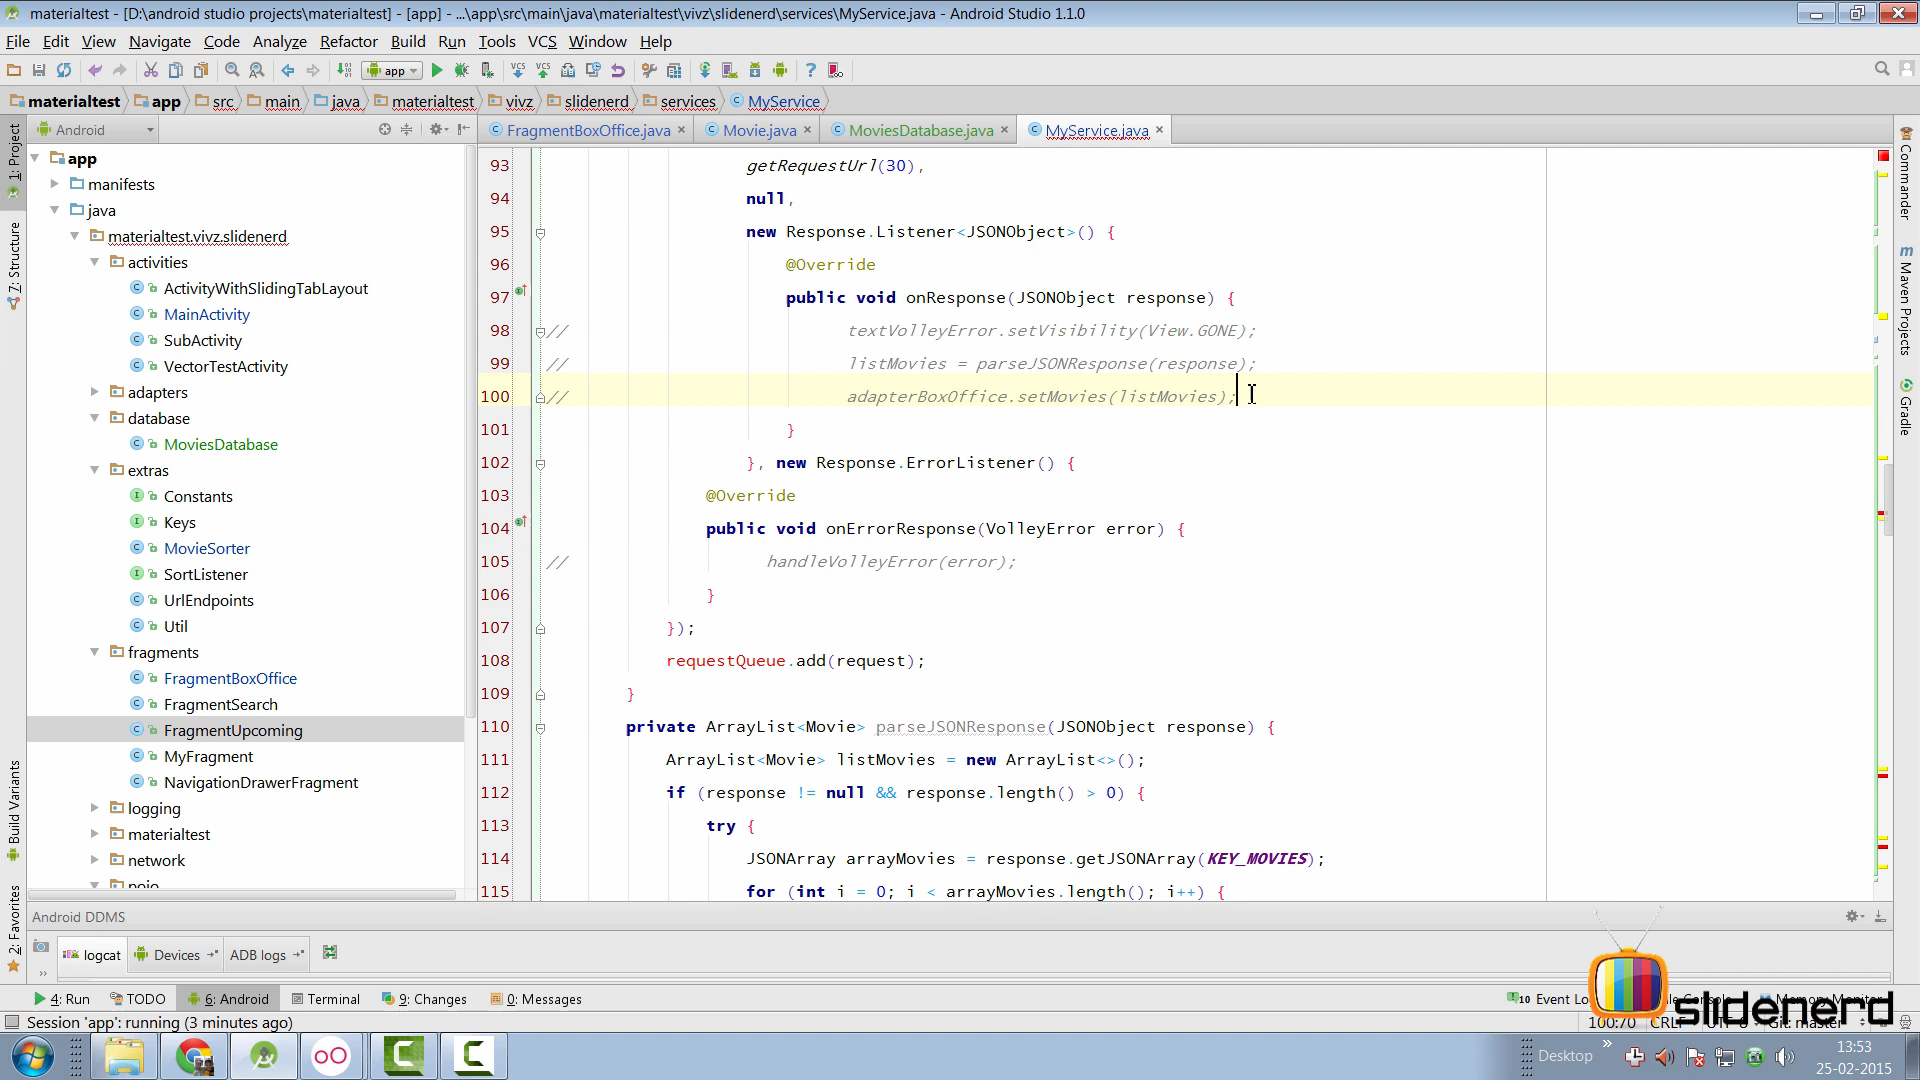 materialtest - [D:\android studio projects\materialtest] - [app] - ...\app\src\main\java\materialtest\vivz\slidenerd\services\MyService.java - Android Studio 1.1.0
File Edit View Navigate Code Analyze Refactor Build Run Tools VCS Window Help
app
materialtest app src main java materialtest vivz slidenerd services MyService
Android
FragmentBoxOffice.java Movie.java MoviesDatabase.java MyService.java
1: Project
7: Structure
Build Variants
2: Favorites
app
manifests
java
materialtest.vivz.slidenerd
activities
ActivityWithSlidingTabLayout
MainActivity
SubActivity
VectorTestActivity
adapters
database
MoviesDatabase
extras
Constants
Keys
MovieSorter
SortListener
UrlEndpoints
Util
fragments
FragmentBoxOffice
FragmentSearch
FragmentUpcoming
MyFragment
NavigationDrawerFragment
logging
materialtest
network
pojo
93 getRequestUrl(30),
94 null,
95 new Response.Listener<JSONObject>() {
96 @Override
97 public void onResponse(JSONObject response) {
98 // textVolleyError.setVisibility(View.GONE);
99 // listMovies = parseJSONResponse(response);
100 // adapterBoxOffice.setMovies(listMovies);
101 }
102 }, new Response.ErrorListener() {
103 @Override
104 public void onErrorResponse(VolleyError error) {
105 // handleVolleyError(error);
106 }
107 });
108 requestQueue.add(request);
109 }
110 private ArrayList<Movie> parseJSONResponse(JSONObject response) {
111 ArrayList<Movie> listMovies = new ArrayList<>();
112 if (response != null && response.length() > 0) {
113 try {
114 JSONArray arrayMovies = response.getJSONArray(KEY_MOVIES);
115 for (int i = 0; i < arrayMovies.length(); i++) {
Commander
Maven Projects
Gradle
Android DDMS
logcat Devices ADB logs
4: Run TODO 6: Android Terminal 9: Changes 0: Messages
10 Event Memory Monitor
slidenerd
Session 'app': running (3 minutes ago)
100:70 CRLF UTF-8 Git: master
Desktop
13:53
25-02-2015